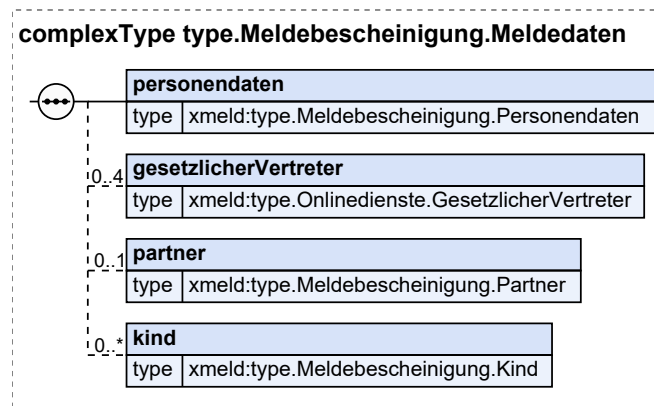 complexType type.Meldebescheinigung.Meldedaten
personendaten
type xmeld:type.Meldebescheinigung.Personendaten
0..4 gesetzlicherVertreter
type xmeld:type.Onlinedienste.GesetzlicherVertreter
0..1 partner
type xmeld:type.Meldebescheinigung.Partner
0..* kind
type xmeld:type.Meldebescheinigung.Kind